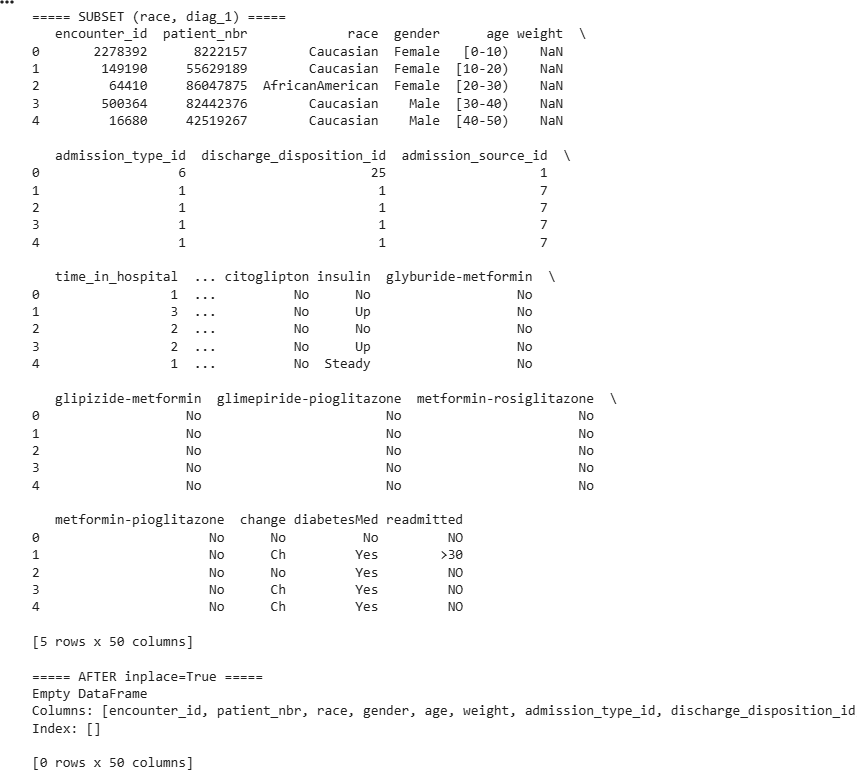 •••
===== SUBSET (race, diag_1) =====
   encounter_id  patient_nbr             race  gender      age weight  \
0       2278392      8222157        Caucasian  Female   [0-10)    NaN
1        149190     55629189        Caucasian  Female  [10-20)    NaN
2         64410     86047875  AfricanAmerican  Female  [20-30)    NaN
3        500364     82442376        Caucasian    Male  [30-40)    NaN
4         16680     42519267        Caucasian    Male  [40-50)    NaN
   admission_type_id  discharge_disposition_id  admission_source_id  \
0                  6                        25                    1
1                  1                         1                    7
2                  1                         1                    7
3                  1                         1                    7
4                  1                         1                    7
   time_in_hospital  ... citoglipton insulin  glyburide-metformin  \
0                 1  ...          No      No                   No
1                 3  ...          No      Up                   No
2                 2  ...          No      No                   No
3                 2  ...          No      Up                   No
4                 1  ...          No  Steady                   No
   glipizide-metformin  glimepiride-pioglitazone  metformin-rosiglitazone  \
0                   No                        No                       No
1                   No                        No                       No
2                   No                        No                       No
3                   No                        No                       No
4                   No                        No                       No
   metformin-pioglitazone  change diabetesMed readmitted
0                      No      No          No         NO
1                      No      Ch         Yes        >30
2                      No      No         Yes         NO
3                      No      Ch         Yes         NO
4                      No      Ch         Yes         NO
[5 rows x 50 columns]
===== AFTER inplace=True =====
Empty DataFrame
Columns: [encounter_id, patient_nbr, race, gender, age, weight, admission_type_id, discharge_disposition_id
Index: []
[0 rows x 50 columns]